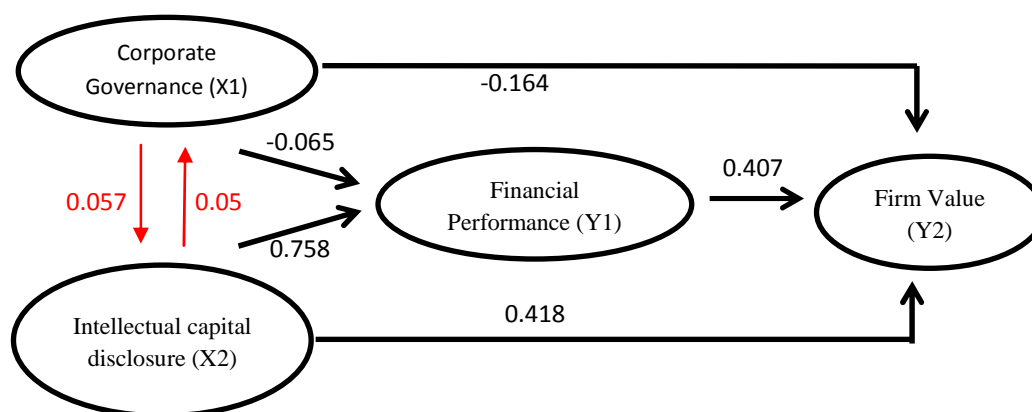 Corporate
Governance (X1)
-0.164
-0.065
0.407
0.057
0.05
Financial
Performance (Y1)
Firm Value
(Y2)
0.758
Intellectual capital
disclosure (X2)
0.418